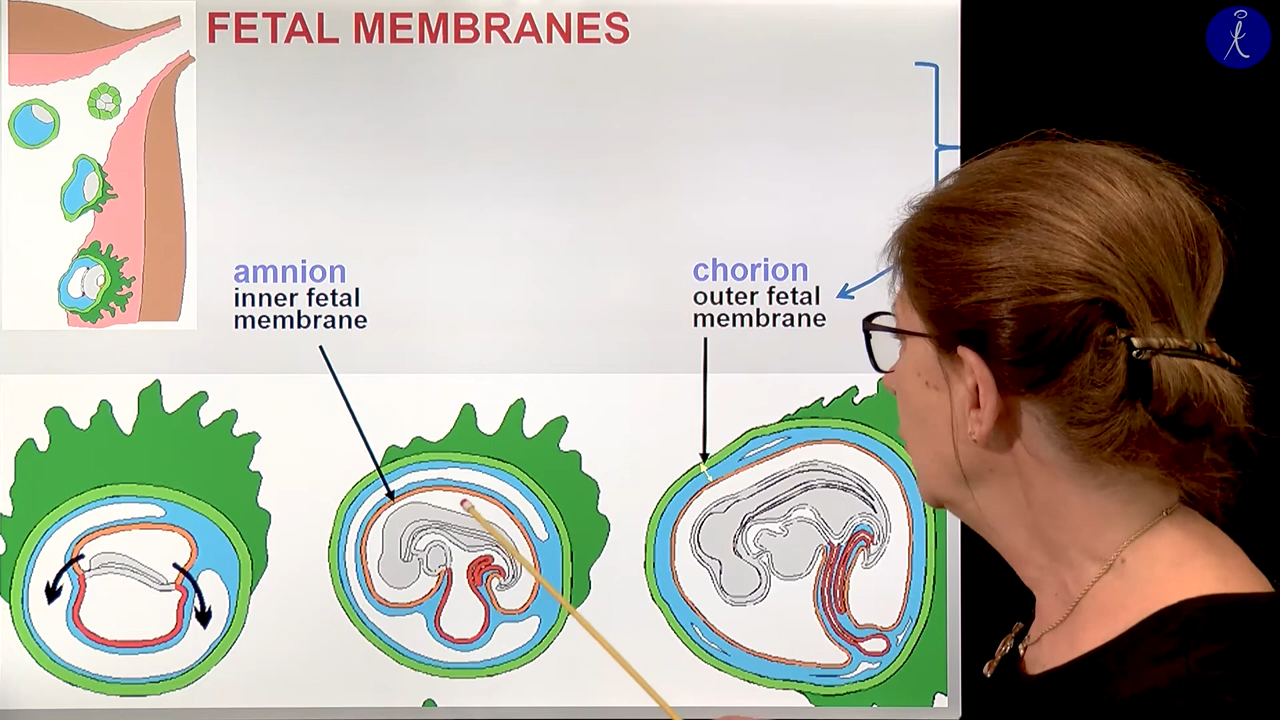 FETAL MEMBRANES
amnion
inner fetal
membrane
chorion
outer fetal
membrane